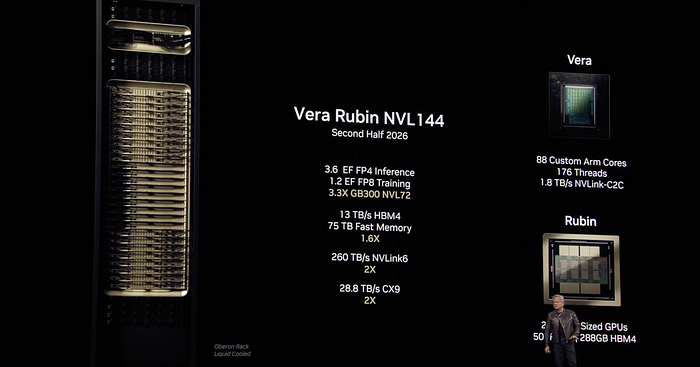 Vera Rubin NVL144
Second Half 2026
3.6 EF FP4 Inference
1.2 EF FP8 Training
3.3X GB300 NVL72
13 TB/s HBM4
75 TB Fast Memory
1.6X
260 TB/s NVLink6
2X
28.8 TB/s CX9
2X
Oberon Rack
Liquid Cooled
Vera
88 Custom Arm Cores
176 Threads
1.8 TB/s NVLink-C2C
Rubin
Sized GPUs
288GB HBM4